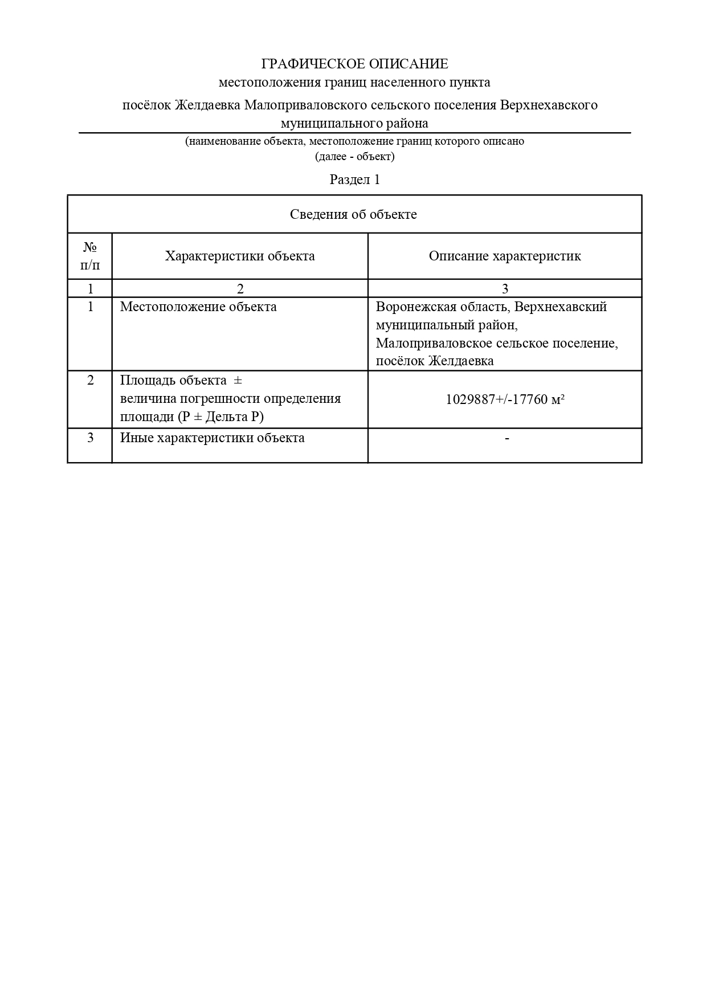 ГРАФИЧЕСКОЕ ОПИСАНИЕ
местоположения границ населенного пункта
посёлок Желдаевка Малоприваловского сельского поселения Верхнехавского
муниципального района
(наименование объекта, местоположение границ которого описано
(далее - объект)
Раздел 1
Сведения об объекте
№
п/п
Характеристики объекта
Описание характеристик
1
2
3
1
Местоположение объекта
Воронежская область, Верхнехавский
муниципальный район,
Малоприваловское сельское поселение,
посёлок Желдаевка
2
Площадь объекта ±
величина погрешности определения
площади (Р ± Дельта Р)
1029887+/-17760 м²
3
Иные характеристики объекта
-